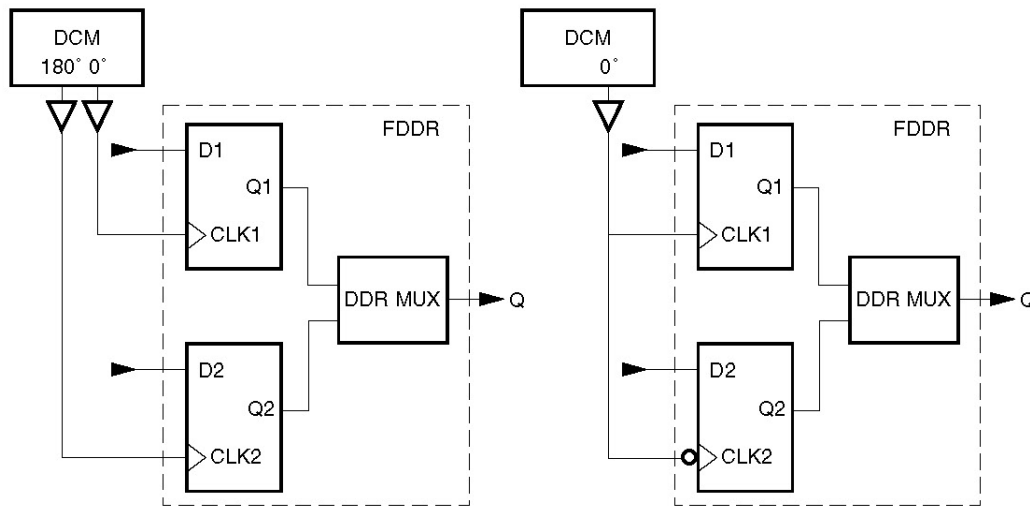 DCM
180° 0°
FDDR
D1
Q1
CLK1
DDR MUX
Q
D2
Q2
CLK2
DCM
0°
FDDR
D1
Q1
CLK1
DDR MUX
Q
D2
Q2
CLK2